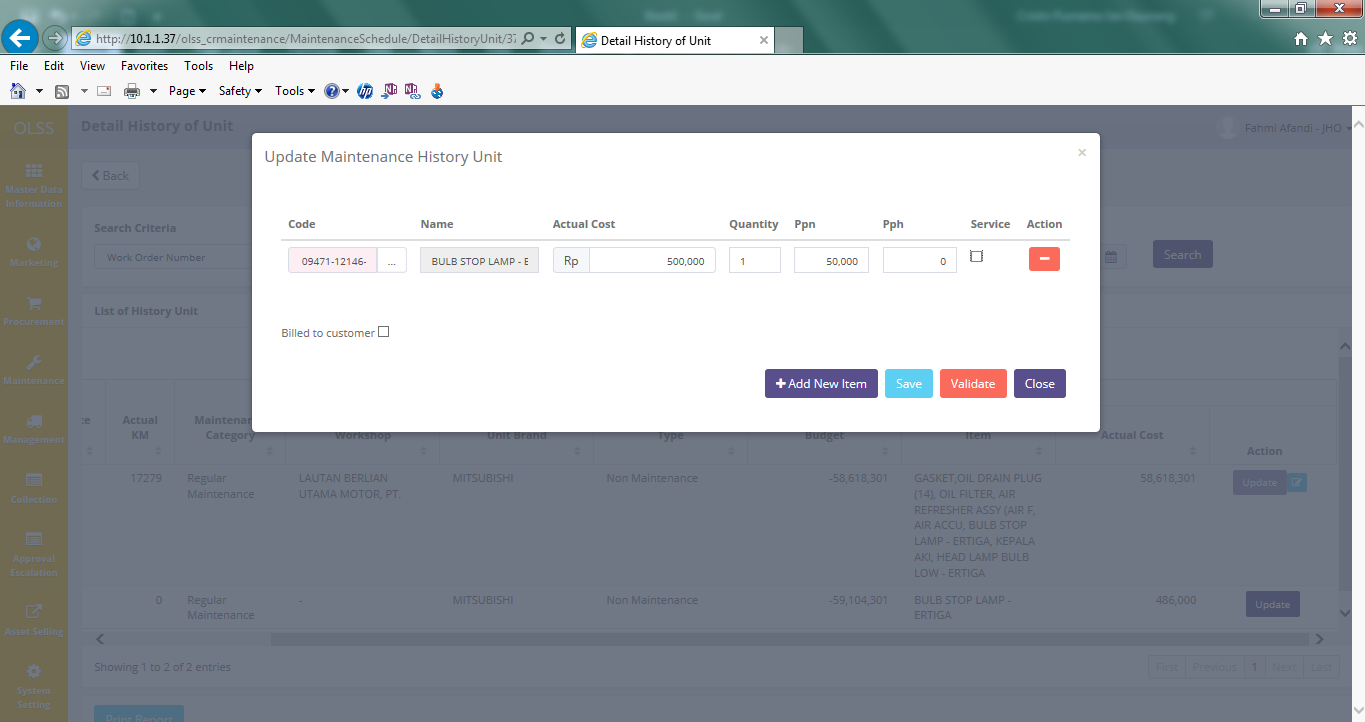 http://10.1.1.37/olss_crmaintenance/MaintenanceSchedule/DetailHistoryUnit/37
Detail History of Unit
File Edit View Favorites Tools Help
Page Safety Tools
OLSS
Detail History of Unit
Fahmi Afandi - JHO
Update Maintenance History Unit
×
Master Data
Information
Back
Code Name Actual Cost Quantity Ppn Pph Service Action
09471-12146- ... BULB STOP LAMP - E Rp 500,000 1 50,000 0
Search Criteria
Work Order Number
Search
Marketing
List of History Unit
Procurement
Billed to customer
Maintenance
Add New Item Save Validate Close
Management
Actual
KM
Maintenan
Category
Workshop
Unit Brand
Type
Budget
Item
Actual Cost
Action
17279
Regular
Maintenance
LAUTAN BERLIAN
UTAMA MOTOR, PT.
MITSUBISHI
Non Maintenance
-58,618,301
GASKET,OIL DRAIN PLUG
(14), OIL FILTER, AIR
REFRESHER ASSY (AIR F,
AIR ACCU, BULB STOP
LAMP - ERTIGA, KEPALA
AKI, HEAD LAMP BULB
LOW - ERTIGA
58,618,301
Update
Collection
Approval
Escalation
0
Regular
Maintenance
-
MITSUBISHI
Non Maintenance
-59,104,301
BULB STOP LAMP -
ERTIGA
486,000
Update
Asset Selling
Showing 1 to 2 of 2 entries
First Previous 1 Next Last
System
Setting
Print Report